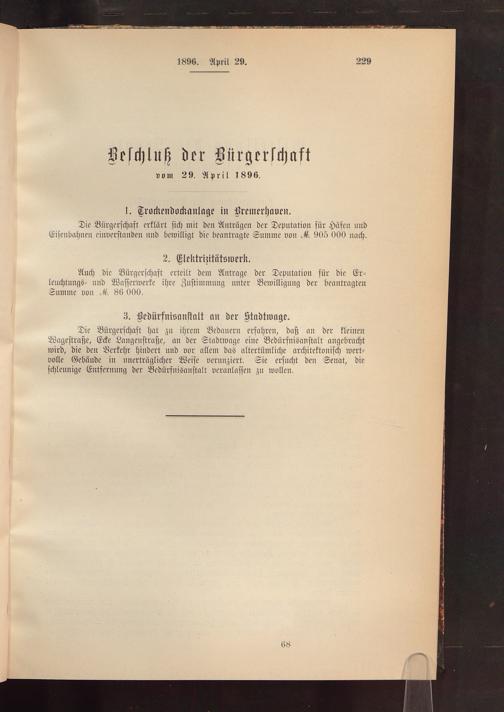 1896. April 29.
229
Beschluß der Bürgerschaft
vom 29. April 1896.
1. Trockendockanlage in Bremerhaven.
Die Bürgerschaft erklärt sich mit den Anträgen der Deputation für Häfen und
Eisenbahnen einverstanden und bewilligt die beantragte Summe von ℳ. 905 000 nach.
2. Elektrizitätswerk.
Auch die Bürgerschaft erteilt dem Antrage der Deputation für die Er-
leuchtungs- und Wasserwerke ihre Zustimmung unter Bewilligung der beantragten
Summe von ℳ. 86 000.
3. Bedürfnisanstalt an der Stadtwage.
Die Bürgerschaft hat zu ihrem Bedauern erfahren, daß an der kleinen
Wagestraße, Ecke Langenstraße, an der Stadtwage eine Bedürfnisanstalt angebracht
wird, die den Verkehr hindert und vor allem das altertümliche architektonisch wert-
volle Gebäude in unerträglicher Weise verunziert. Sie ersucht den Senat, die
schleunige Entfernung der Bedürfnisanstalt veranlassen zu wollen.
68